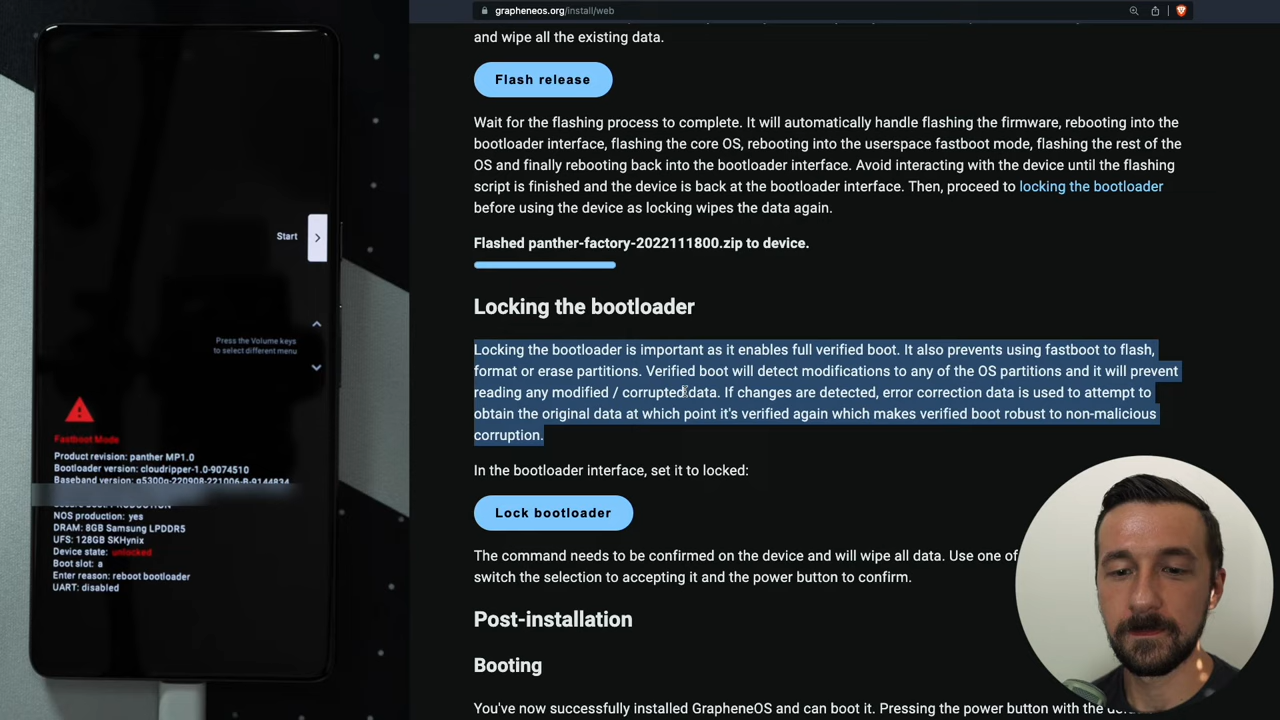 grapheneos.org/install/web
and wipe all the existing data.
Flash release
Wait for the flashing process to complete. It will automatically handle flashing the firmware, rebooting into the
bootloader interface, flashing the core OS, rebooting into the userspace fastboot mode, flashing the rest of the
OS and finally rebooting back into the bootloader interface. Avoid interacting with the device until the flashing
script is finished and the device is back at the bootloader interface. Then, proceed to locking the bootloader
before using the device as locking wipes the data again.
Flashed panther-factory-2022111800.zip to device.
Locking the bootloader
Locking the bootloader is important as it enables full verified boot. It also prevents using fastboot to flash,
format or erase partitions. Verified boot will detect modifications to any of the OS partitions and it will prevent
reading any modified / corrupted data. If changes are detected, error correction data is used to attempt to
obtain the original data at which point it's verified again which makes verified boot robust to non-malicious
corruption.
In the bootloader interface, set it to locked:
Lock bootloader
The command needs to be confirmed on the device and will wipe all data. Use one of
switch the selection to accepting it and the power button to confirm.
Post-installation
Booting
You've now successfully installed GrapheneOS and can boot it. Pressing the power button with the
Start
Press the Volume keys
to select different menu
Fastboot Mode
Product revision: panther MP1.0
Bootloader version: cloudripper-1.0-9074510
Baseband version: g5300g-220908-221006-B-9144834
NOS production: yes
DRAM: 8GB Samsung LPDDR5
UFS: 128GB SKHynix
Device state: unlocked
Boot slot: a
Enter reason: reboot bootloader
UART: disabled